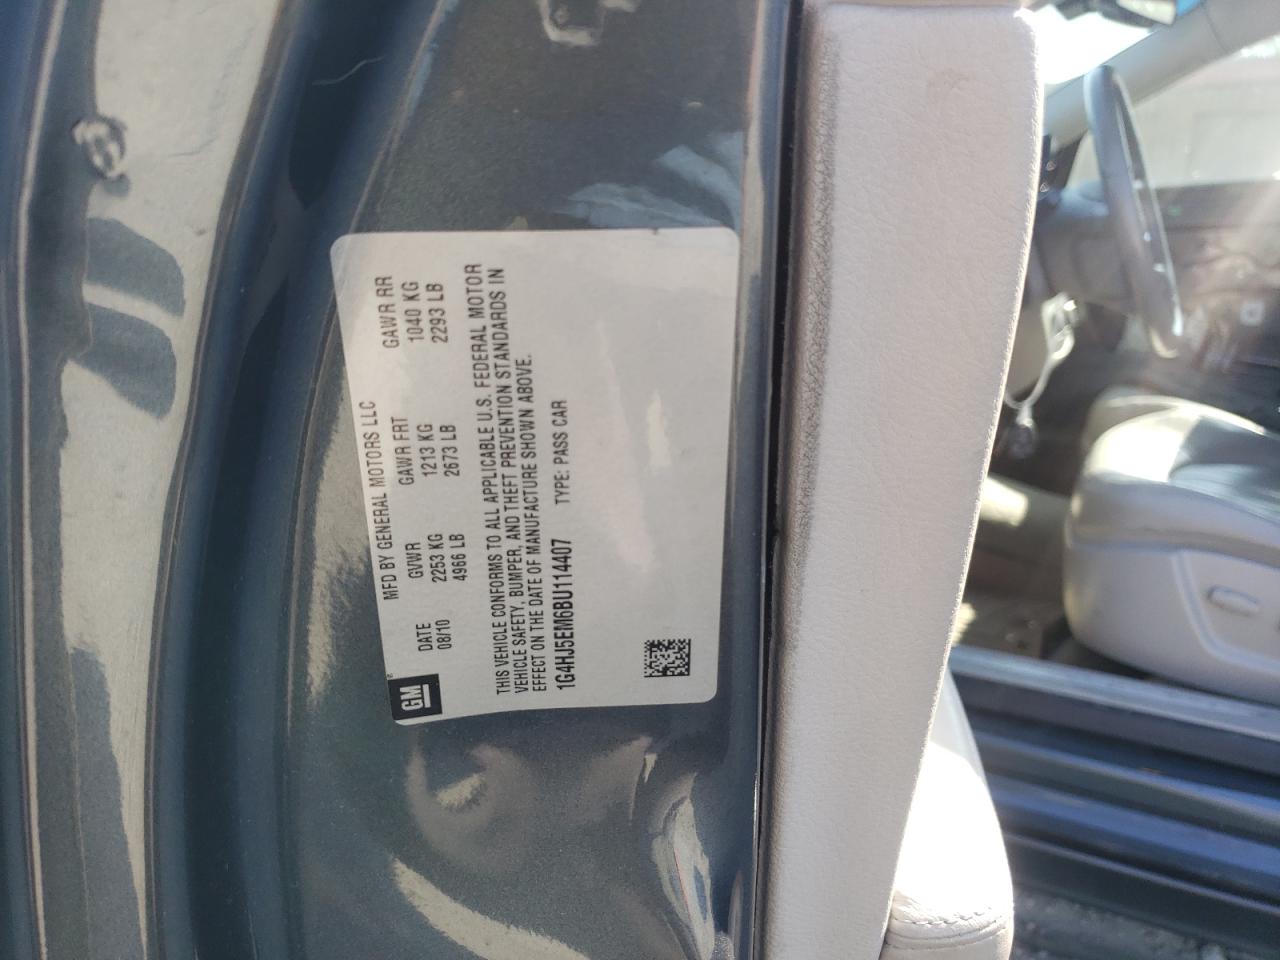 GM
MFD BY GENERAL MOTORS LLC
DATE GVWR GAWR FRT GAWR RR
08/10 2253 KG 1213 KG 1040 KG
4966 LB 2673 LB 2293 LB
THIS VEHICLE CONFORMS TO ALL APPLICABLE U.S. FEDERAL MOTOR
VEHICLE SAFETY, BUMPER, AND THEFT PREVENTION STANDARDS IN
EFFECT ON THE DATE OF MANUFACTURE SHOWN ABOVE.
1G4HJ5EM6BU114407 TYPE: PASS CAR